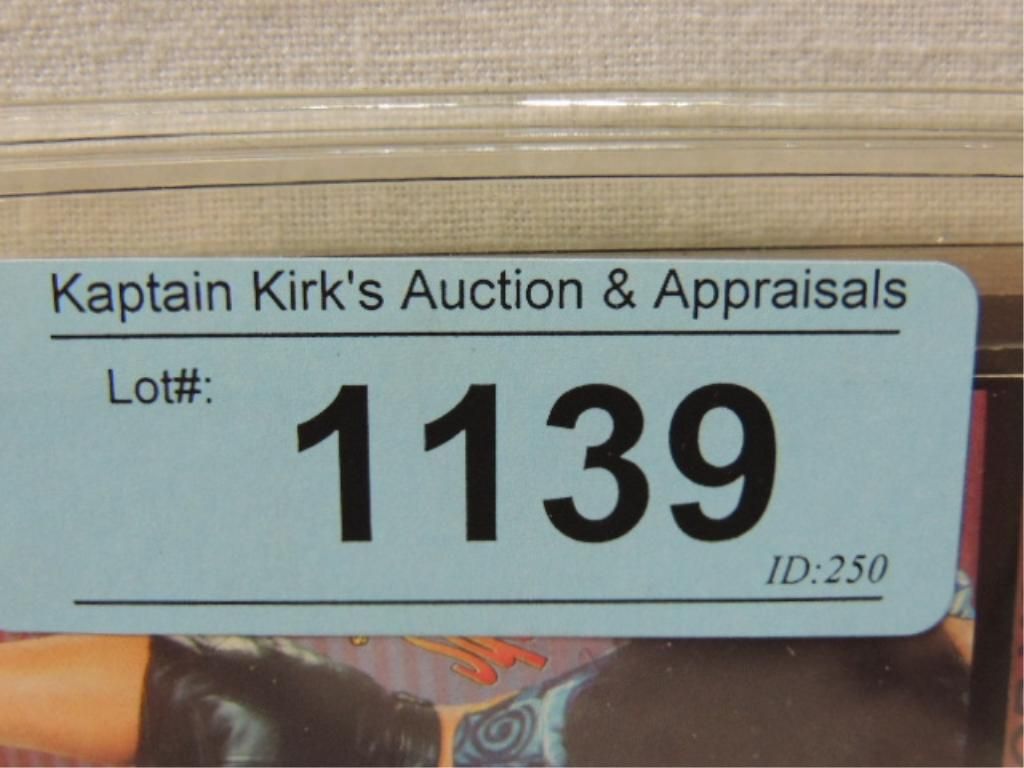 Kaptain Kirk's Auction & Appraisals
Lot#:
1139
ID:250